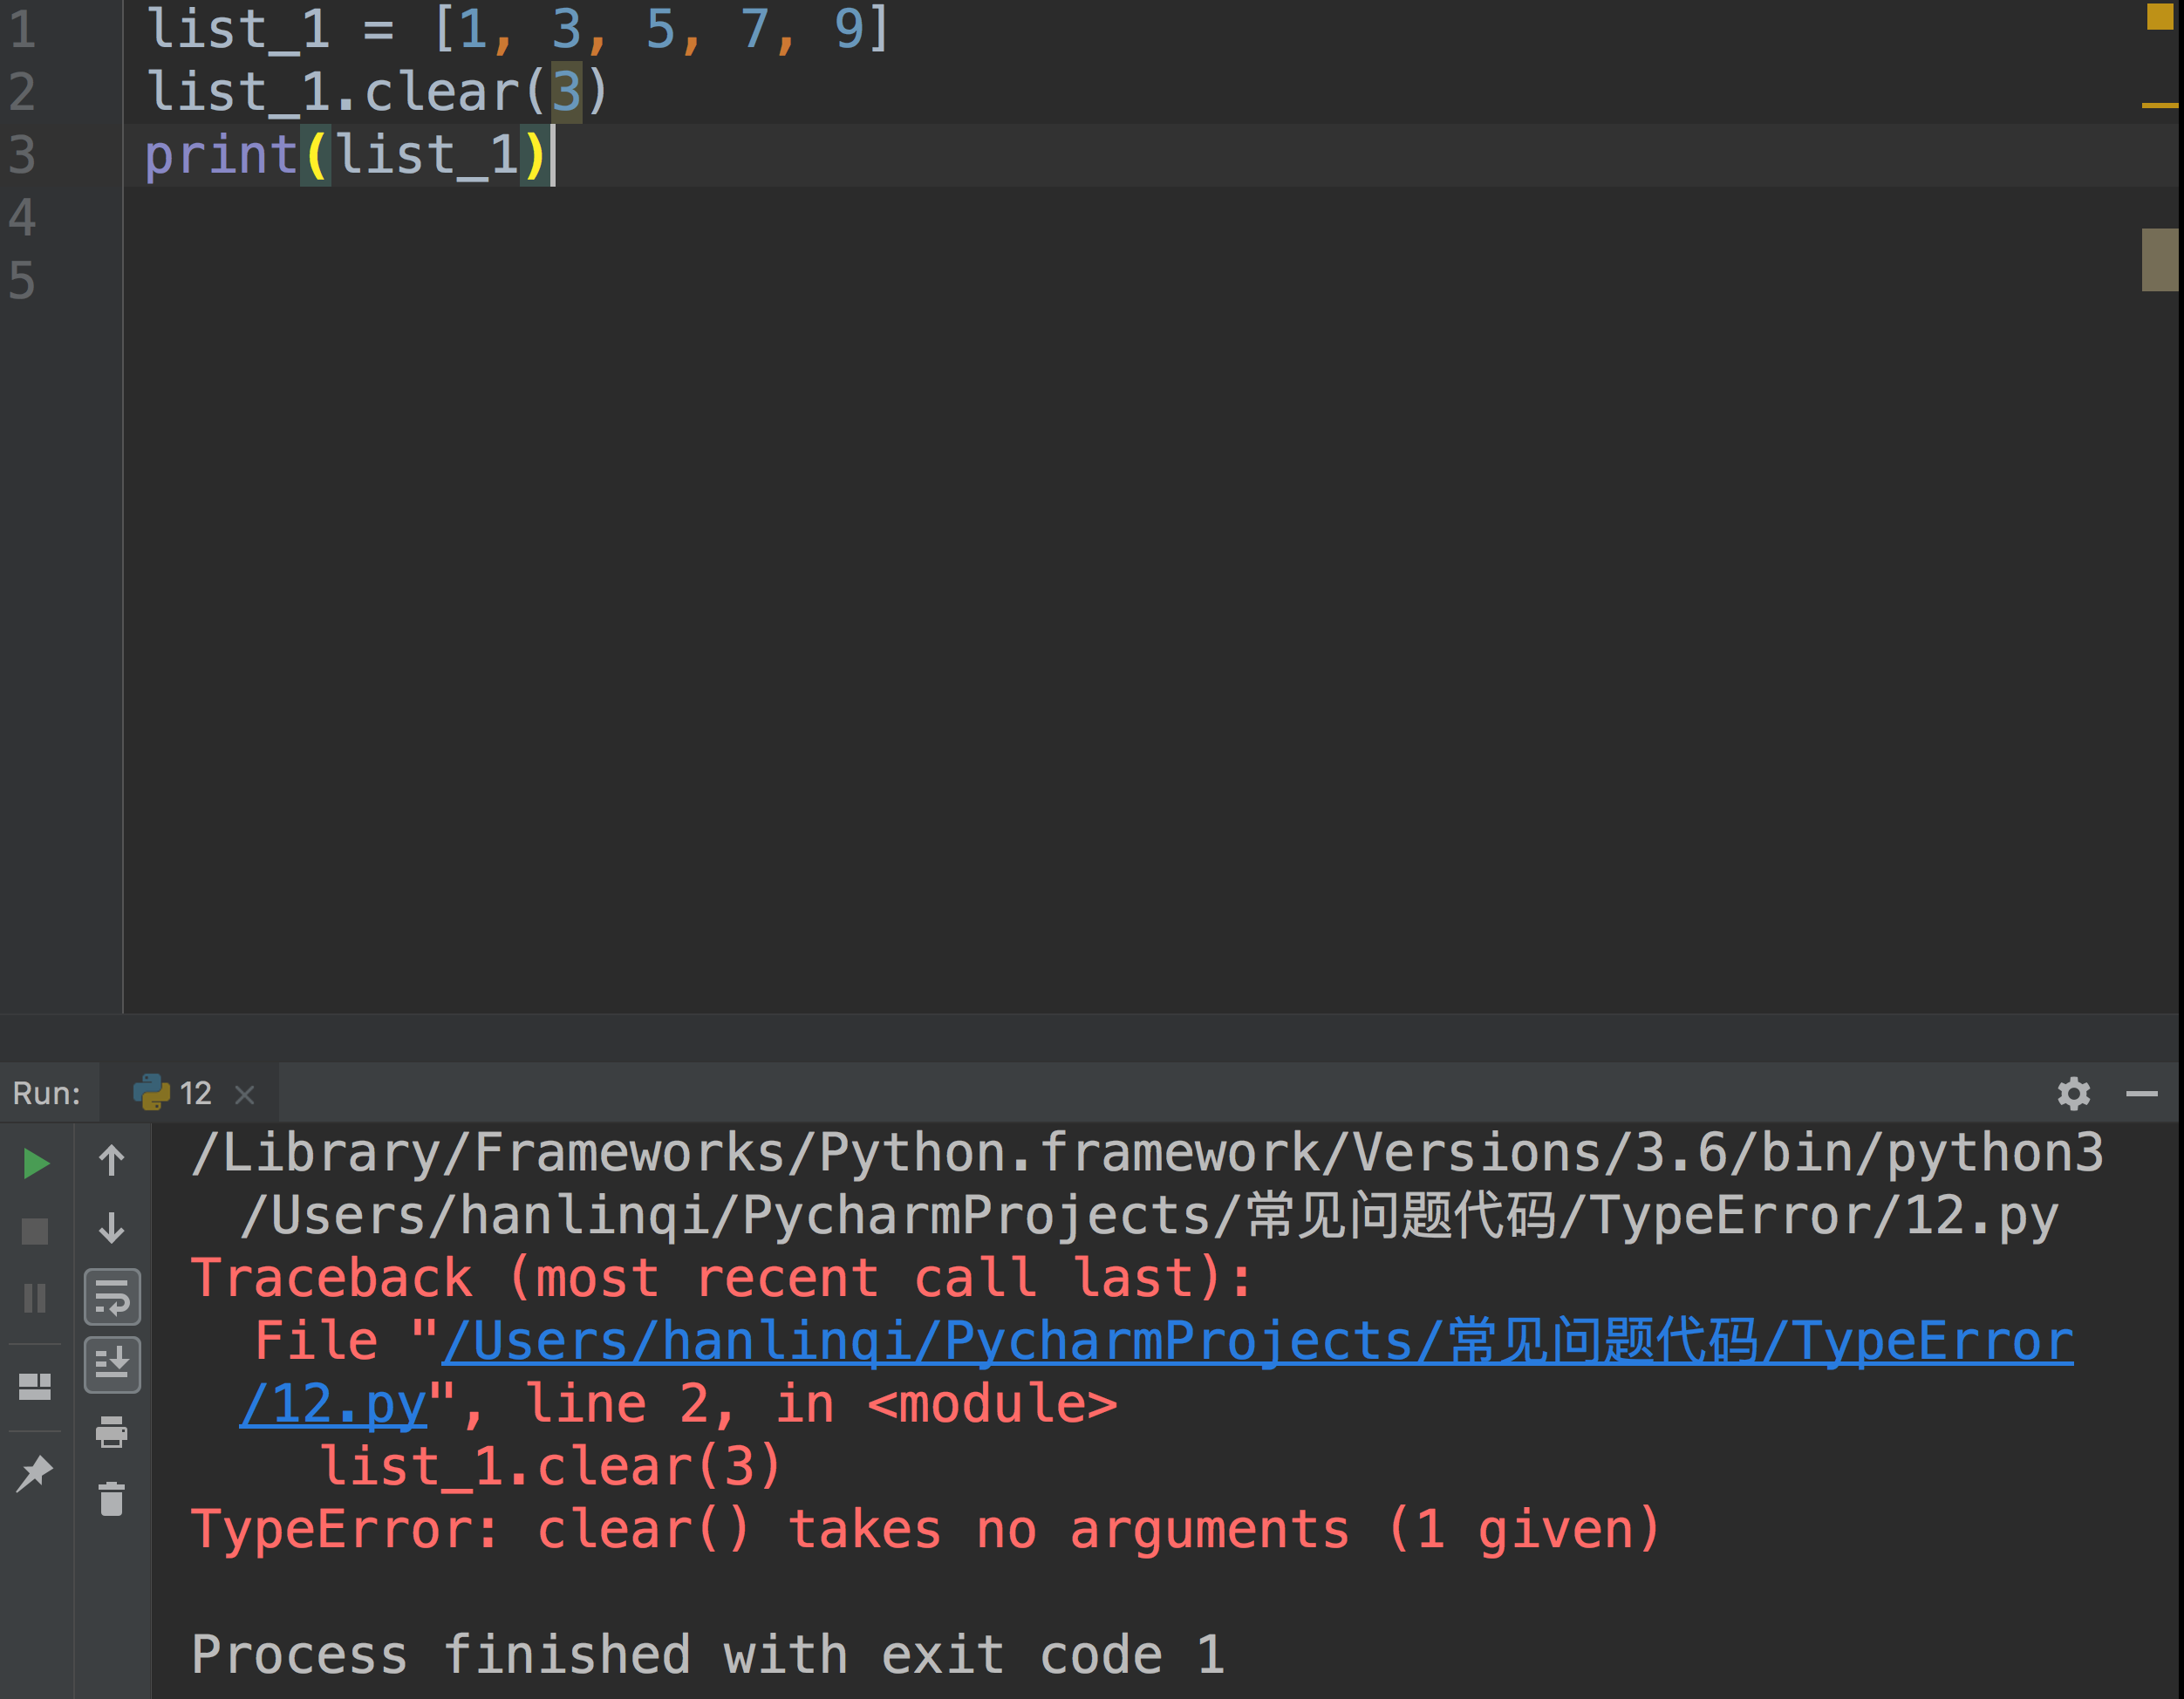 1 list_1 = [1, 3, 5, 7, 9]
2 list_1.clear(3)
3 print(list_1)
4
5
Run: 12
/Library/Frameworks/Python.framework/Versions/3.6/bin/python3
/Users/hanlinqi/PycharmProjects/常见问题代码/TypeError/12.py
Traceback (most recent call last):
File "/Users/hanlinqi/PycharmProjects/常见问题代码/TypeError
/12.py", line 2, in <module>
list_1.clear(3)
TypeError: clear() takes no arguments (1 given)
Process finished with exit code 1